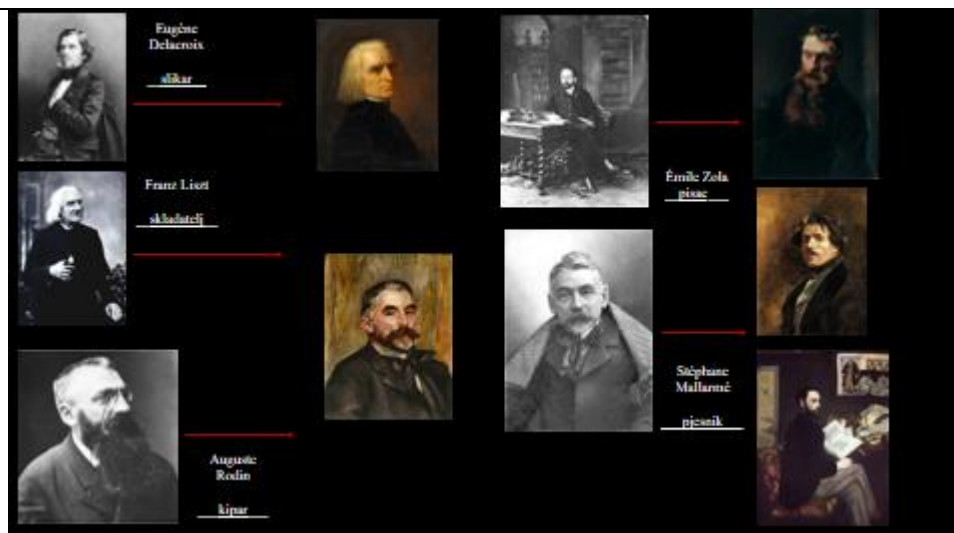 Eugène
Delacroix
slikar
Franz Liszt
skladatelj
Auguste
Rodin
kipar
Émile Zola
pisac
Stéphane
Mallarmé
pjesnik